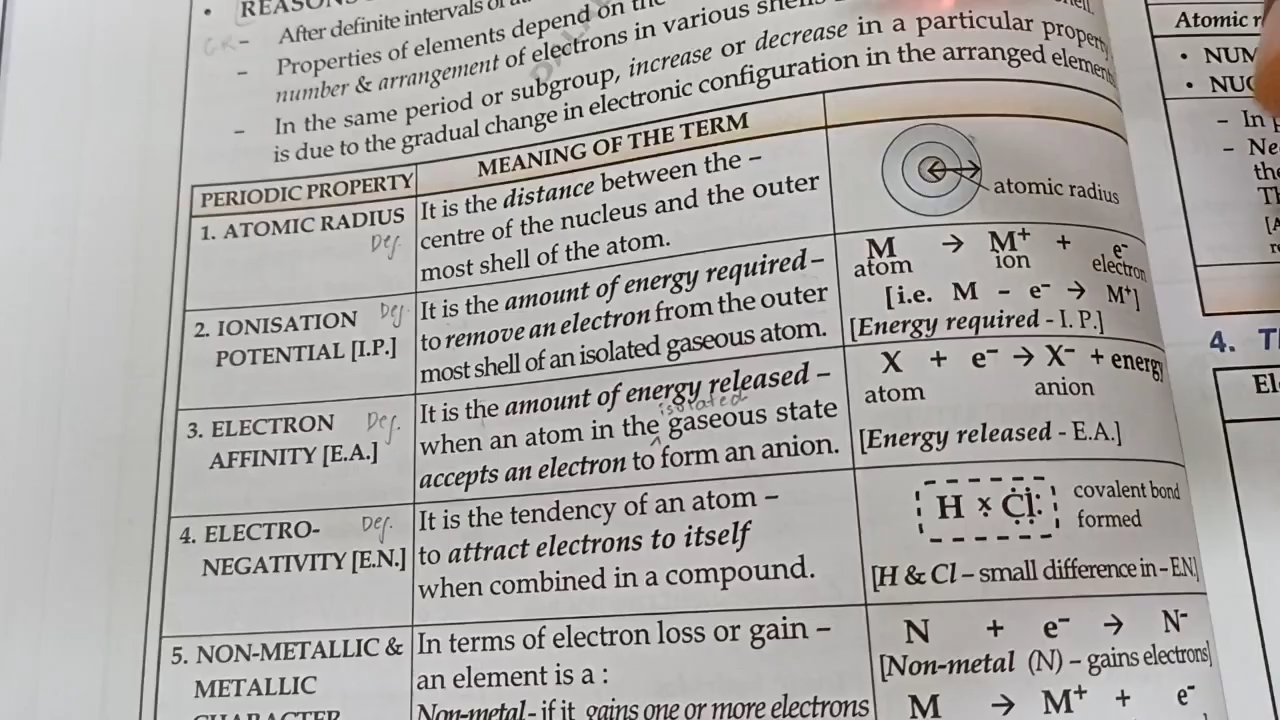 • REASONS
– After definite intervals of
GK – Properties of elements depend on the
number & arrangement of electrons in various shells
– In the same period or subgroup, increase or decrease in a particular property
is due to the gradual change in electronic configuration in the arranged elements
PERIODIC PROPERTY
MEANING OF THE TERM
1. ATOMIC RADIUS
Def.
It is the distance between the –
centre of the nucleus and the outer
most shell of the atom.
atomic radius
2. IONISATION Def.
POTENTIAL [I.P.]
It is the amount of energy required –
to remove an electron from the outer
most shell of an isolated gaseous atom.
M → M⁺ + e⁻
atom ion electron
[i.e. M – e⁻ → M⁺]
[Energy required - I. P.]
3. ELECTRON Def.
AFFINITY [E.A.]
It is the amount of energy released –
isolated
when an atom in the ^ gaseous state
accepts an electron to form an anion.
X + e⁻ → X⁻ + energy
atom anion
[Energy released - E.A.]
4. ELECTRO- Def.
NEGATIVITY [E.N.]
It is the tendency of an atom –
to attract electrons to itself
when combined in a compound.
H × Cl covalent bond
formed
[H & Cl – small difference in – E.N]
5. NON-METALLIC &
METALLIC
CHARACTER
In terms of electron loss or gain –
an element is a :
Non-metal - if it gains one or more electrons
N + e⁻ → N⁻
[Non-metal (N) – gains electrons]
M → M⁺ + e⁻
Atomic
• NUM
• NUC
– In
– Ne
the
Th
4. T
El